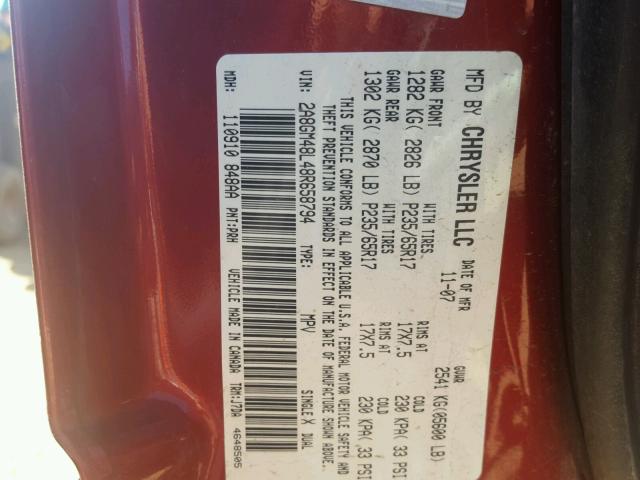 MFD BY CHRYSLER LLC DATE OF MFR 11-07 GVWR 2541 KG(05600 LB)
GAWR FRONT WITH TIRES RIMS AT COLD
1282 KG( 2826 LB) P235/65R17 17X7.5 230 KPA( 33 PSI
GAWR REAR WITH TIRES RIMS AT COLD
1302 KG( 2870 LB) P235/65R17 17X7.5 230 KPA( 33 PSI
THIS VEHICLE CONFORMS TO ALL APPLICABLE U.S.A. FEDERAL MOTOR VEHICLE SAFETY AND
THEFT PREVENTION STANDARDS IN EFFECT ON THE DATE OF MANUFACTURE SHOWN ABOVE.
VIN: 2A8GM48L48R658794 TYPE: MPV SINGLE X DUAL
MDH: 110910 848AA PNT:PRH VEHICLE MADE IN CANADA TRM:J7DA 4648505